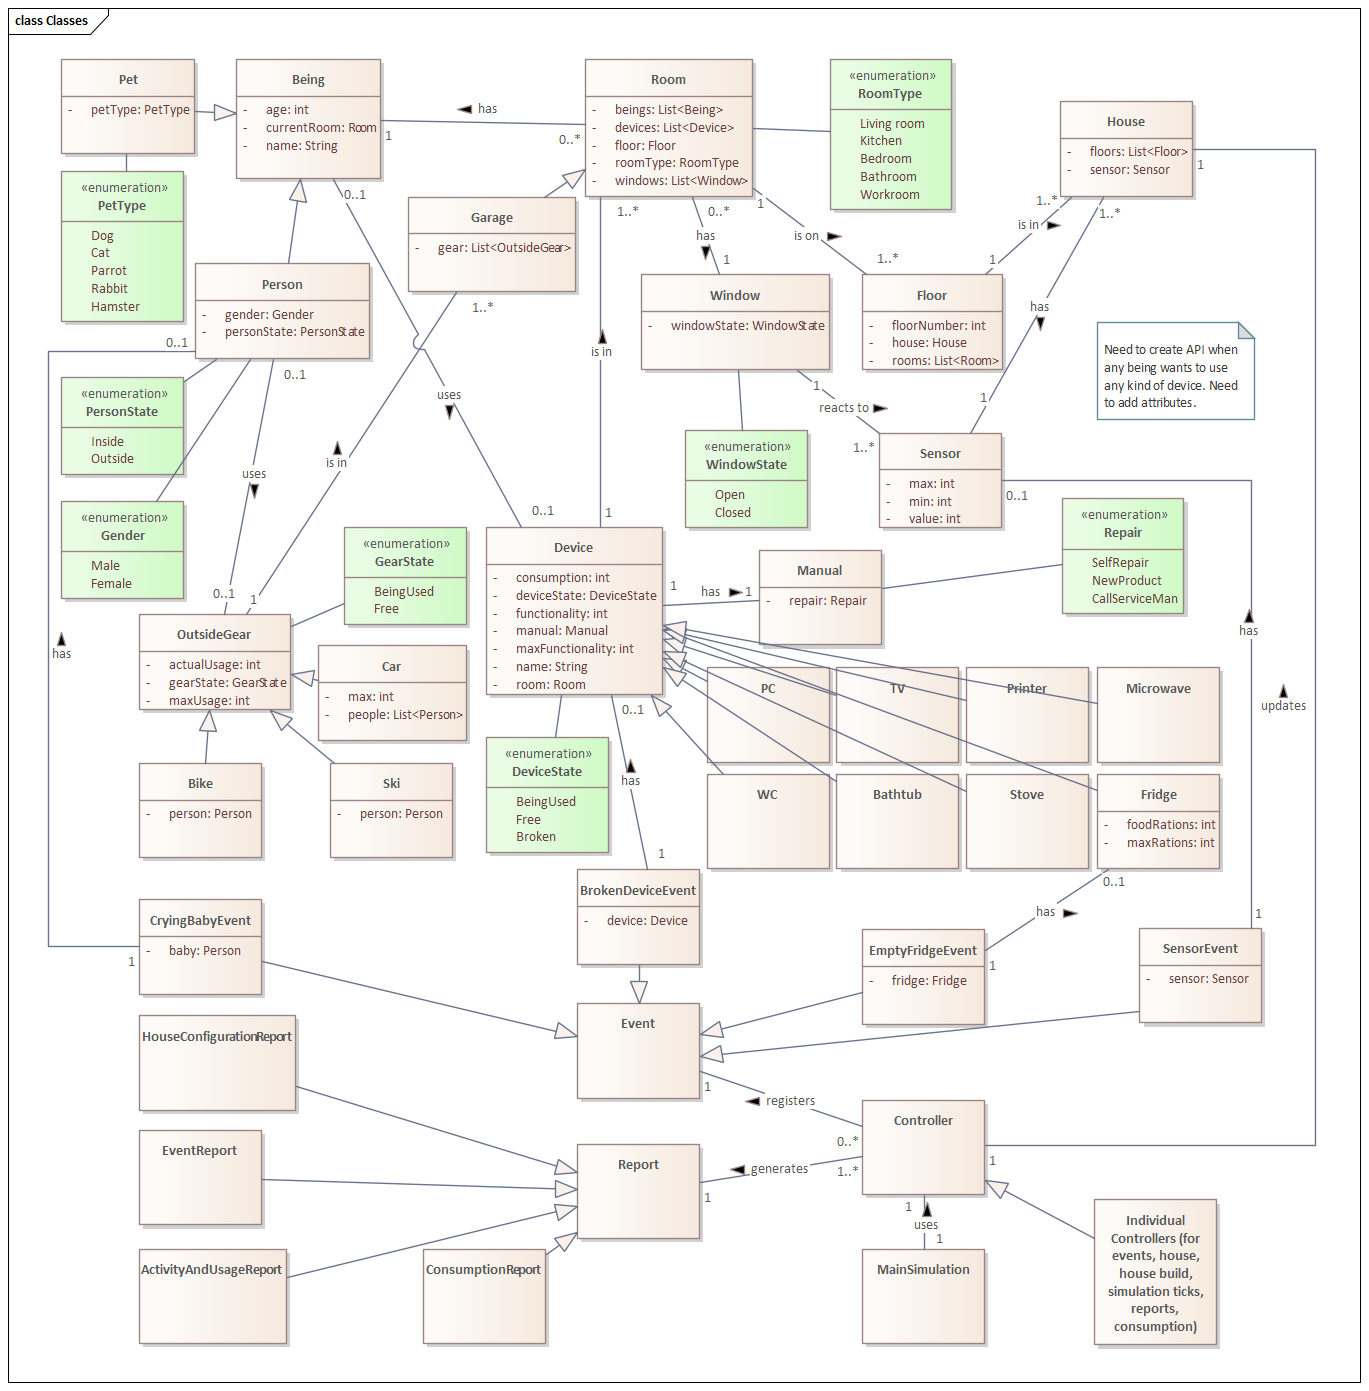 class Classes
Pet
- petType: PetType
Being
- age: int
- currentRoom: Room
- name: String
has
1
0..*
Room
- beings: List<Being>
- devices: List<Device>
- floor: Floor
- roomType: RoomType
- windows: List<Window>
«enumeration»
RoomType
Living room
Kitchen
Bedroom
Bathroom
Workroom
House
- floors: List<Floor>
- sensor: Sensor
1
«enumeration»
PetType
Dog
Cat
Parrot
Rabbit
Hamster
0..1
Garage
- gear: List<OutsideGear>
1..*
1..*
0..*
1
has
1
is on
1..*
is in
1..*
1
1..*
Person
- gender: Gender
- personState: PersonState
0..1
0..1
Window
- windowState: WindowState
Floor
- floorNumber: int
- house: House
- rooms: List<Room>
has
1
Need to create API when
any being wants to use
any kind of device. Need
to add attributes.
is in
uses
1
reacts to
1..*
«enumeration»
PersonState
Inside
Outside
«enumeration»
WindowState
Open
Closed
Sensor
- max: int
- min: int
- value: int
0..1
is in
uses
«enumeration»
Gender
Male
Female
0..1
1
0..1
1
«enumeration»
GearState
BeingUsed
Free
Device
- consumption: int
- deviceState: DeviceState
- functionality: int
- manual: Manual
- maxFunctionality: int
- name: String
- room: Room
1
has
1
Manual
- repair: Repair
«enumeration»
Repair
SelfRepair
NewProduct
CallServiceMan
has
has
updates
OutsideGear
- actualUsage: int
- gearState: GearState
- maxUsage: int
Car
- max: int
- people: List<Person>
PC
TV
Printer
Microwave
0..1
«enumeration»
DeviceState
BeingUsed
Free
Broken
has
1
Bike
- person: Person
Ski
- person: Person
WC
Bathtub
Stove
Fridge
- foodRations: int
- maxRations: int
0..1
has
1
BrokenDeviceEvent
- device: Device
CryingBabyEvent
- baby: Person
1
EmptyFridgeEvent
- fridge: Fridge
1
SensorEvent
- sensor: Sensor
HouseConfigurationReport
Event
1
registers
0..*
Controller
1
EventReport
Report
1
generates
1..*
1
uses
1
ActivityAndUsageReport
ConsumptionReport
MainSimulation
Individual
Controllers (for
events, house,
house build,
simulation ticks,
reports,
consumption)